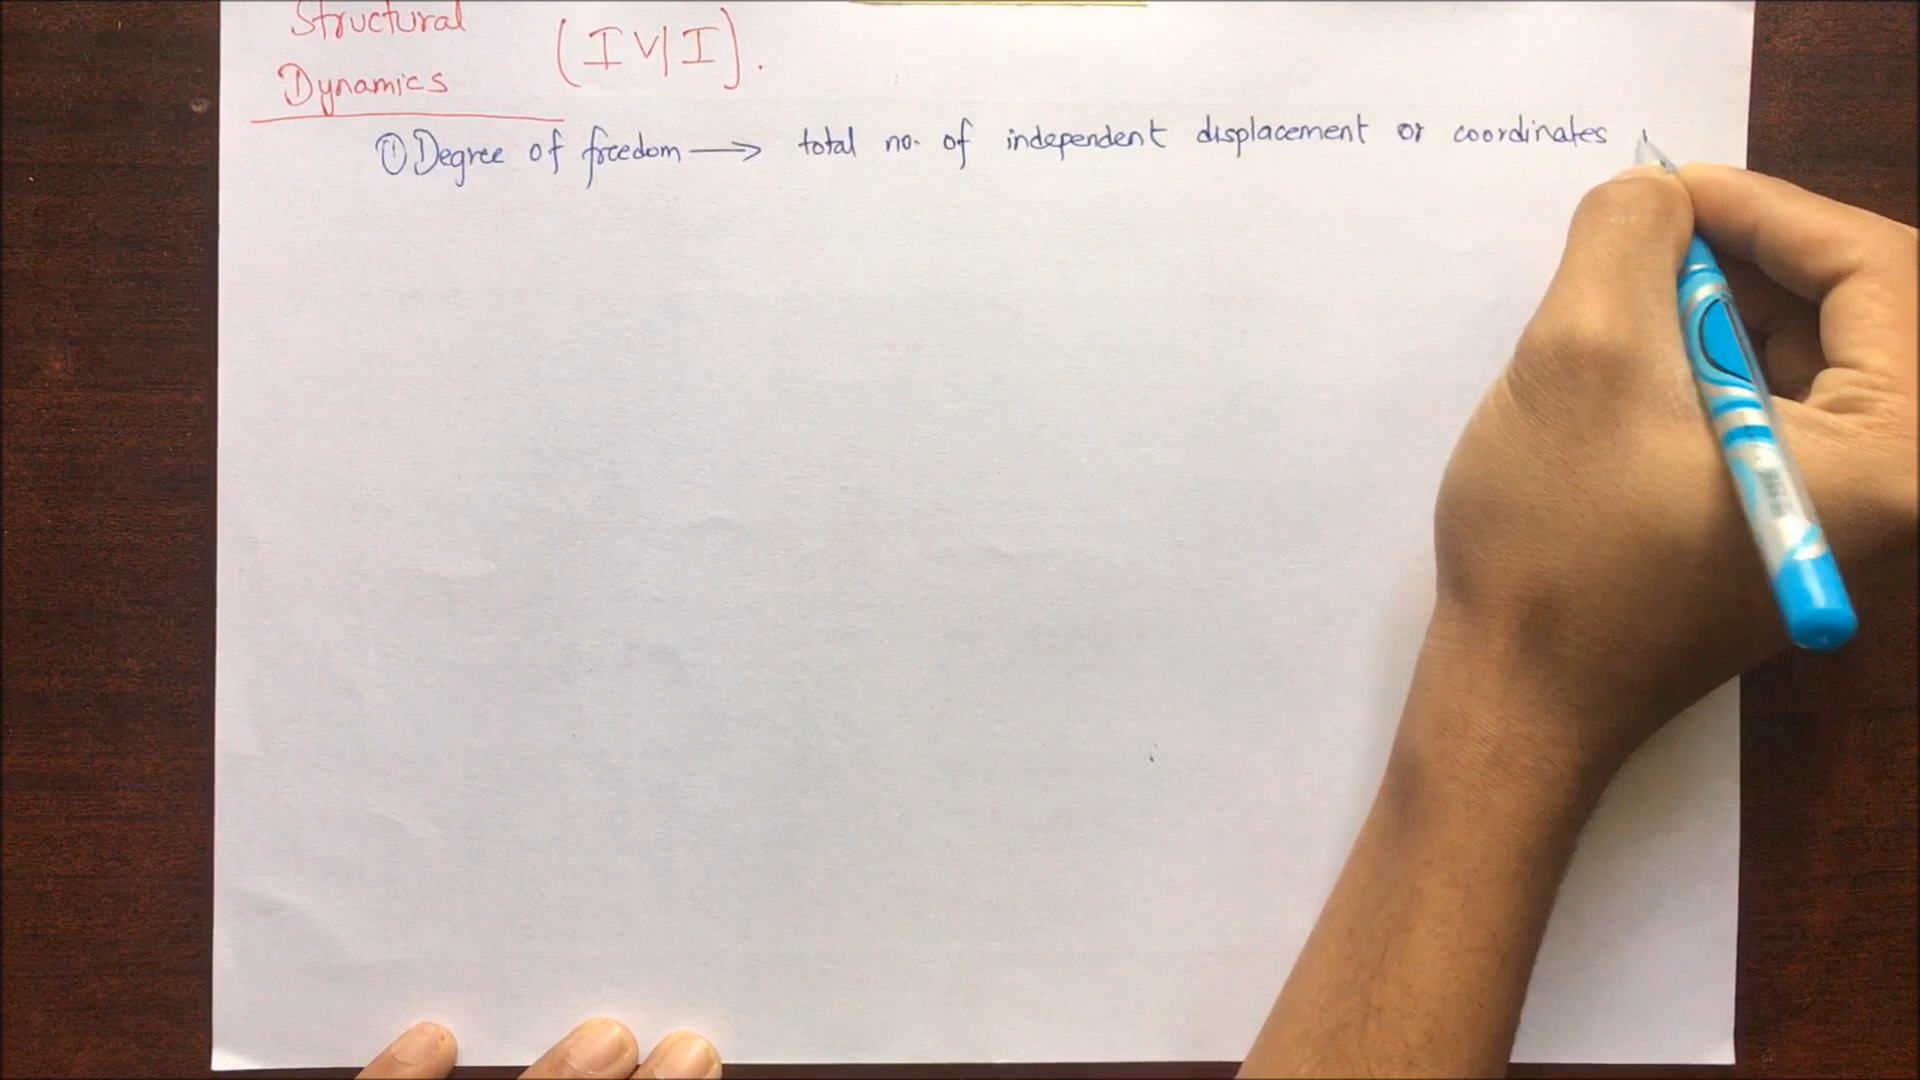 Structural
Dynamics (IV/I).
① Degree of freedom → total no. of independent displacement or coordinates